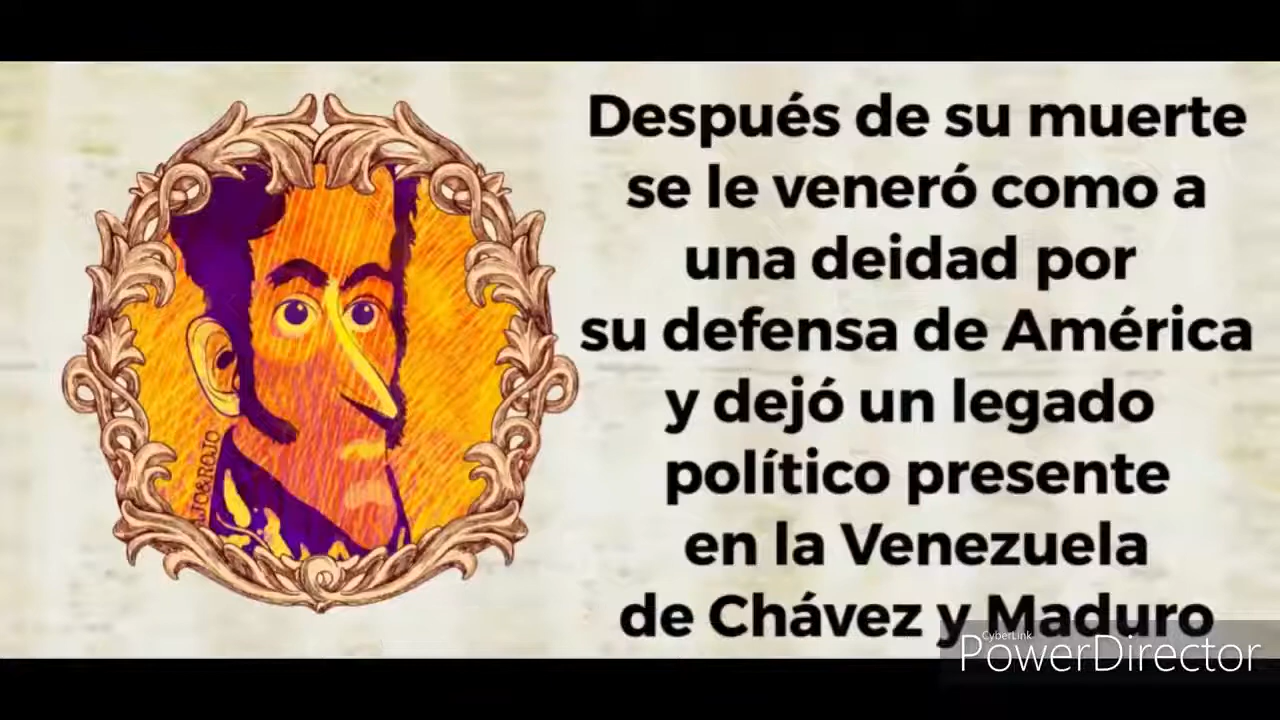 Después de su muerte
se le veneró como a
una deidad por
su defensa de América
y dejó un legado
político presente
en la Venezuela
de Chávez y Maduro
CyberLink
PowerDirector